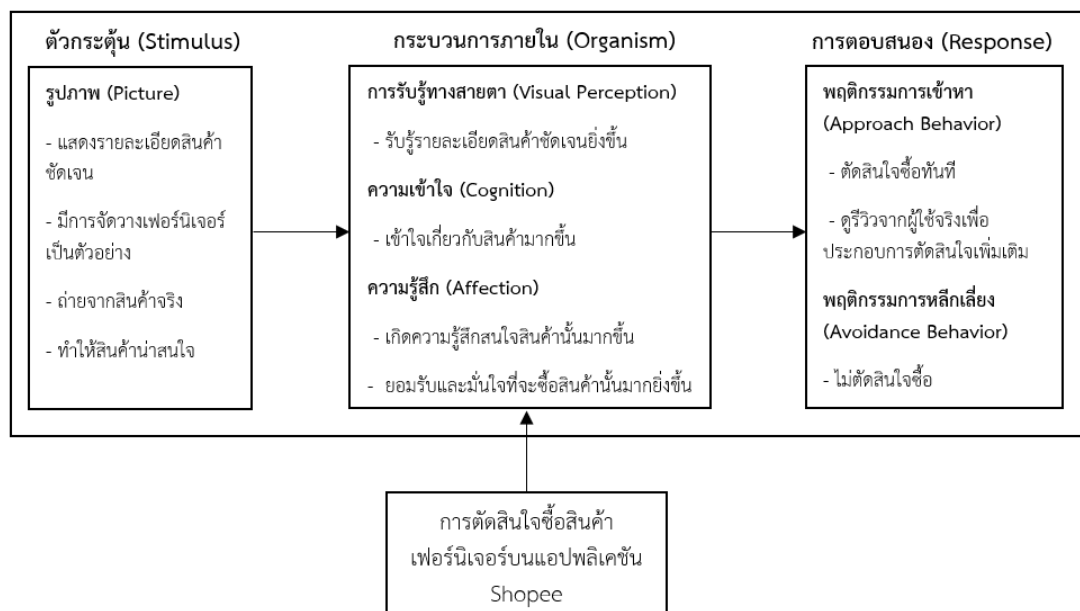 ตัวกระตุ้น (Stimulus)
รูปภาพ (Picture)
- แสดงรายละเอียดสินค้า
ชัดเจน
- มีการจัดวางเฟอร์นิเจอร์
เป็นตัวอย่าง
- ถ่ายจากสินค้าจริง
- ทำให้สินค้าน่าสนใจ
กระบวนการภายใน (Organism)
การรับรู้ทางสายตา (Visual Perception)
- รับรู้รายละเอียดสินค้าชัดเจนยิ่งขึ้น
ความเข้าใจ (Cognition)
- เข้าใจเกี่ยวกับสินค้ามากขึ้น
ความรู้สึก (Affection)
- เกิดความรู้สึกสนใจสินค้านั้นมากขึ้น
- ยอมรับและมั่นใจที่จะซื้อสินค้านั้นมากยิ่งขึ้น
การตอบสนอง (Response)
พฤติกรรมการเข้าหา
(Approach Behavior)
- ตัดสินใจซื้อทันที
- ดูรีวิวจากผู้ใช้จริงเพื่อ
ประกอบการตัดสินใจเพิ่มเติม
พฤติกรรมการหลีกเลี่ยง
(Avoidance Behavior)
- ไม่ตัดสินใจซื้อ
การตัดสินใจซื้อสินค้า
เฟอร์นิเจอร์บนแอปพลิเคชัน
Shopee